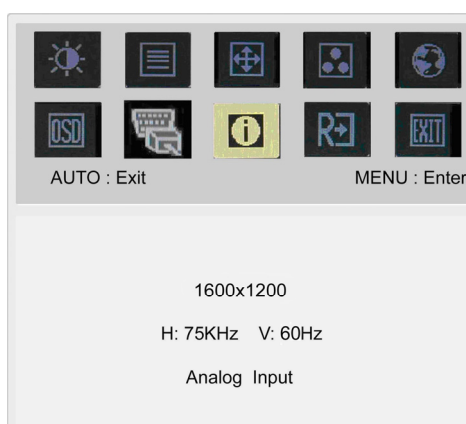 OSD i R EXIT
AUTO : Exit MENU : Enter
1600x1200
H: 75KHz V: 60Hz
Analog Input